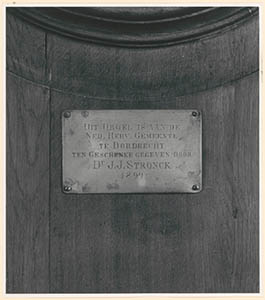 DIT ORGEL IS AAN DE
NED. HERV. GEMEENTE
TE DORDRECHT
TEN GESCHENKE GEGEVEN DOOR
DR J. J. STRONCK
1899